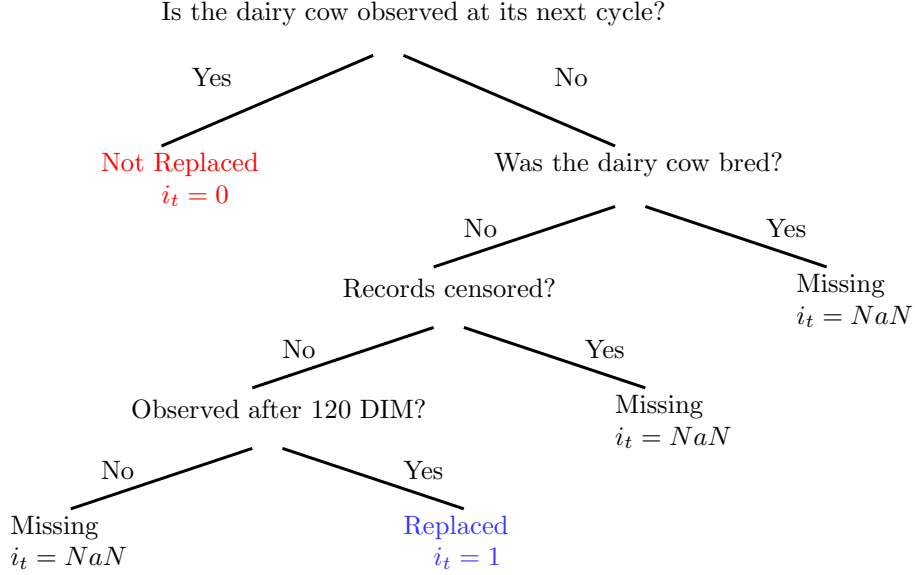 Is the dairy cow observed at its next cycle?
Yes
No
Not Replaced
i_t = 0
Was the dairy cow bred?
No
Yes
Records censored?
Missing
i_t = NaN
No
Yes
Observed after 120 DIM?
Missing
i_t = NaN
No
Yes
Missing
i_t = NaN
Replaced
i_t = 1